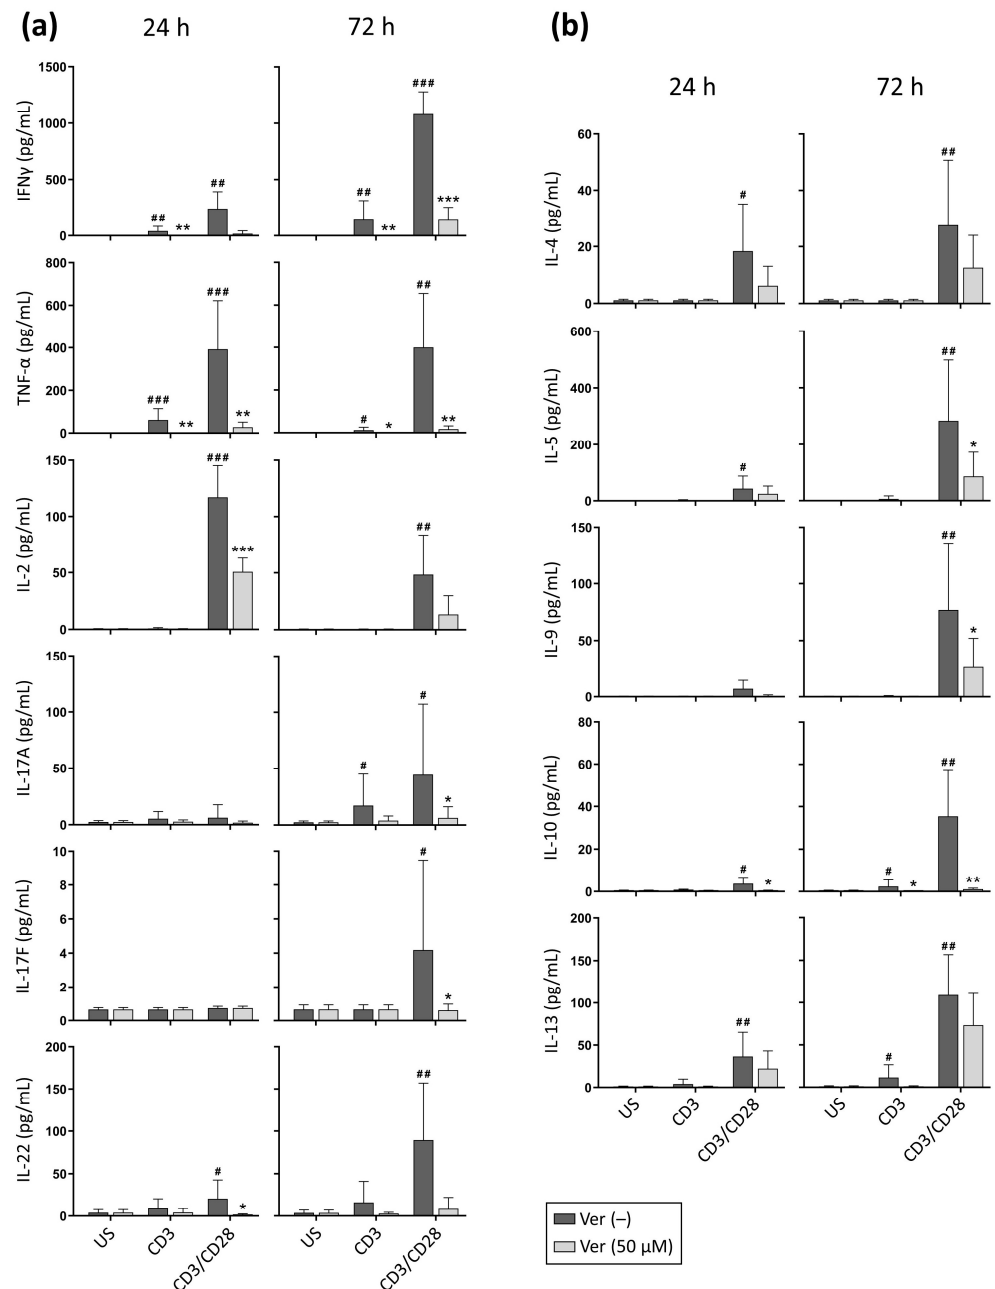 (a)
24 h
72 h
IFNγ (pg/mL)
1500
1000
500
0
##
**
##
##
**
###
***
TNF-α (pg/mL)
800
600
400
200
0
###
**
###
**
#
*
##
**
IL-2 (pg/mL)
150
100
50
0
###
***
##
IL-17A (pg/mL)
150
100
50
0
#
#
*
IL-17F (pg/mL)
10
8
6
4
2
0
#
*
IL-22 (pg/mL)
200
150
100
50
0
#
*
##
US
CD3
CD3/CD28
US
CD3
CD3/CD28
(b)
24 h
72 h
IL-4 (pg/mL)
60
40
20
0
#
##
IL-5 (pg/mL)
600
400
200
0
#
##
*
IL-9 (pg/mL)
150
100
50
0
##
*
IL-10 (pg/mL)
80
60
40
20
0
#
*
#
*
##
**
IL-13 (pg/mL)
200
150
100
50
0
##
#
##
US
CD3
CD3/CD28
US
CD3
CD3/CD28
Ver (–)
Ver (50 μM)